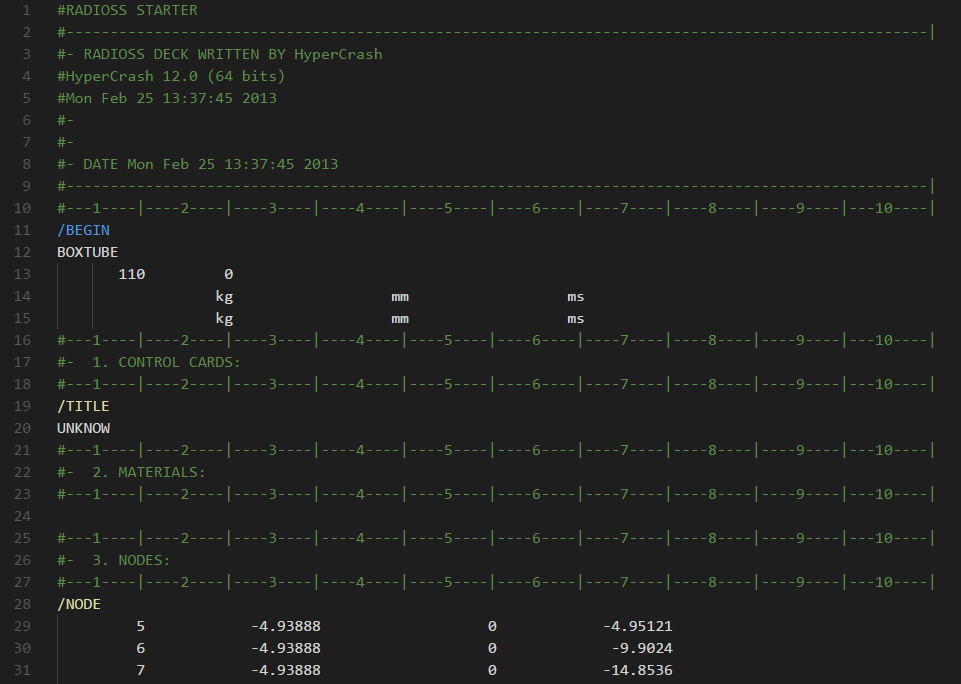 1 #RADIOSS STARTER
2 #--------------------------------------------------------------------------------------------------|
3 #- RADIOSS DECK WRITTEN BY HyperCrash
4 #HyperCrash 12.0 (64 bits)
5 #Mon Feb 25 13:37:45 2013
6 #-
7 #-
8 #- DATE Mon Feb 25 13:37:45 2013
9 #--------------------------------------------------------------------------------------------------|
10 #---1----|----2----|----3----|----4----|----5----|----6----|----7----|----8----|----9----|---10----|
11 /BEGIN
12 BOXTUBE
13        110         0
14                   kg                  mm                  ms
15                   kg                  mm                  ms
16 #---1----|----2----|----3----|----4----|----5----|----6----|----7----|----8----|----9----|---10----|
17 #-  1. CONTROL CARDS:
18 #---1----|----2----|----3----|----4----|----5----|----6----|----7----|----8----|----9----|---10----|
19 /TITLE
20 UNKNOW
21 #---1----|----2----|----3----|----4----|----5----|----6----|----7----|----8----|----9----|---10----|
22 #-  2. MATERIALS:
23 #---1----|----2----|----3----|----4----|----5----|----6----|----7----|----8----|----9----|---10----|
24
25 #---1----|----2----|----3----|----4----|----5----|----6----|----7----|----8----|----9----|---10----|
26 #-  3. NODES:
27 #---1----|----2----|----3----|----4----|----5----|----6----|----7----|----8----|----9----|---10----|
28 /NODE
29          5            -4.93888                   0            -4.95121
30          6            -4.93888                   0             -9.9024
31          7            -4.93888                   0            -14.8536